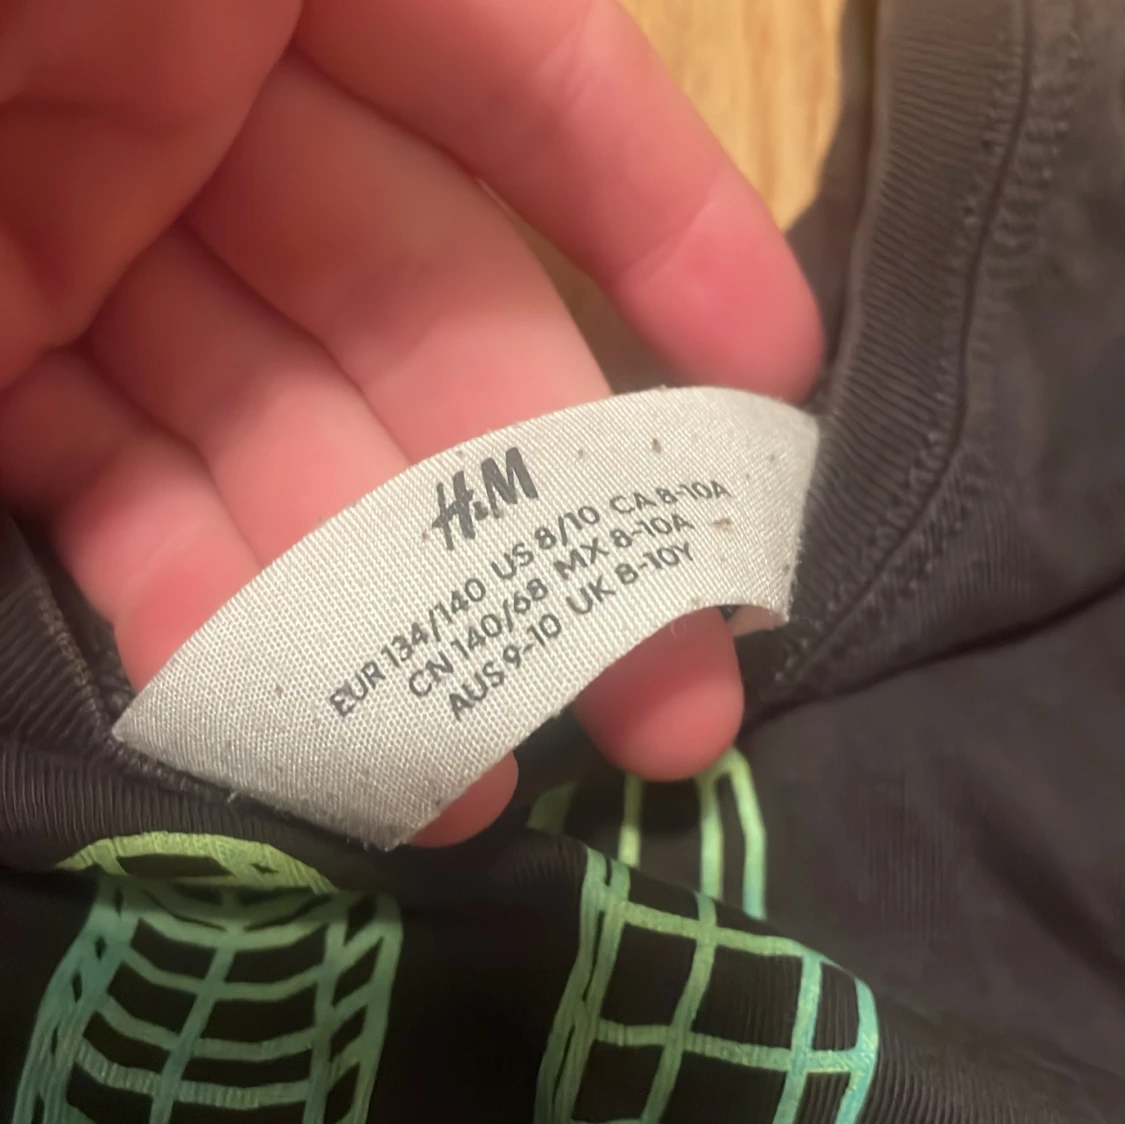 H&M
EUR 134/140 US 8/10 CA 8-10A
CN 140/68 MX 8-10A
AUS 9-10 UK 8-10Y